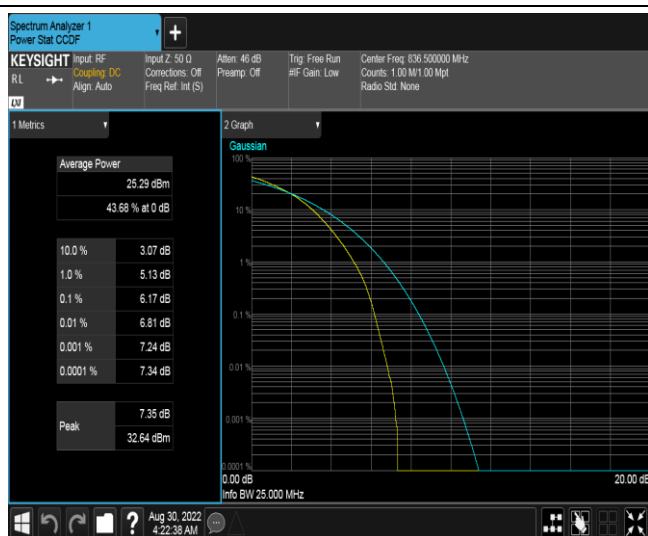 Spectrum Analyzer 1
Power Stat CCDF
KEYSIGHT
RL
LXI
Input: RF
Coupling: DC
Align: Auto
Input Z: 50 Ω
Corrections: Off
Freq Ref: Int (S)
Atten: 46 dB
Preamp: Off
Trig: Free Run
#IF Gain: Low
Center Freq: 836.500000 MHz
Counts: 1.00 M/1.00 Mpt
Radio Std: None
1 Metrics
Average Power
25.29 dBm
43.68 % at 0 dB
10.0 % 3.07 dB
1.0 % 5.13 dB
0.1 % 6.17 dB
0.01 % 6.81 dB
0.001 % 7.24 dB
0.0001 % 7.34 dB
Peak
7.35 dB
32.64 dBm
2 Graph
Gaussian
100 %
10 %
1 %
0.1 %
0.01 %
0.001 %
0.0001 %
0.00 dB 20.00 dB
Info BW 25.000 MHz
? Aug 30, 2022
4:22:38 AM